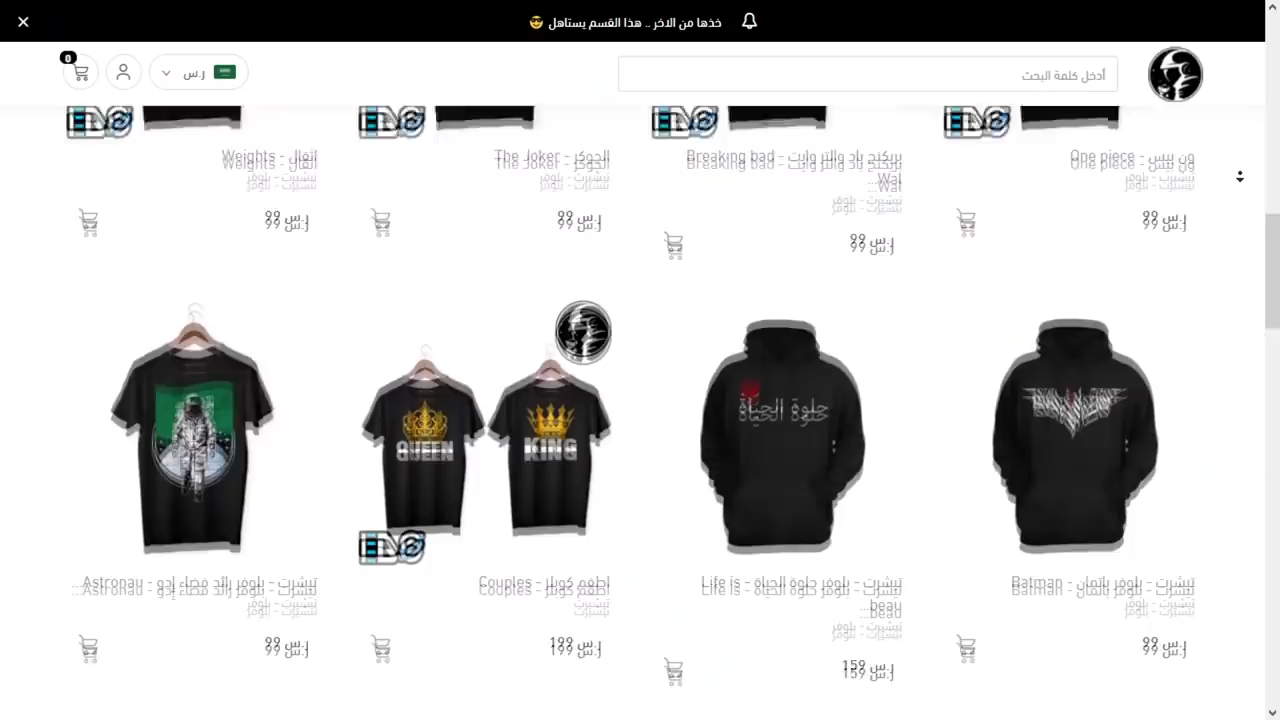 خذها من الاخر .. هذا القسم يستاهل 😎
أدخل كلمة البحث
ر.س
0
ون بيس - One piece
تيشرت - بلوفر
ر.س 99
بريكنج باد والتر وايت - Breaking bad
Wal...
تيشرت - بلوفر
ر.س 99
الجوكر - The Joker
تيشرت - بلوفر
ر.س 99
اثقال - Weights
تيشرت - بلوفر
ر.س 99
حلوة الحياة
QUEEN
KING
تيشرت - بلوفر باتمان - Batman
تيشرت - بلوفر
ر.س 99
تيشرت - بلوفر حلوة الحياة - Life is
beau...
تيشرت - بلوفر
ر.س 159
اطقم كوبلز - Couples
تيشرت
ر.س 199
تيشرت - بلوفر رائد فضاء إدو - Astronau...
تيشرت - بلوفر
ر.س 99